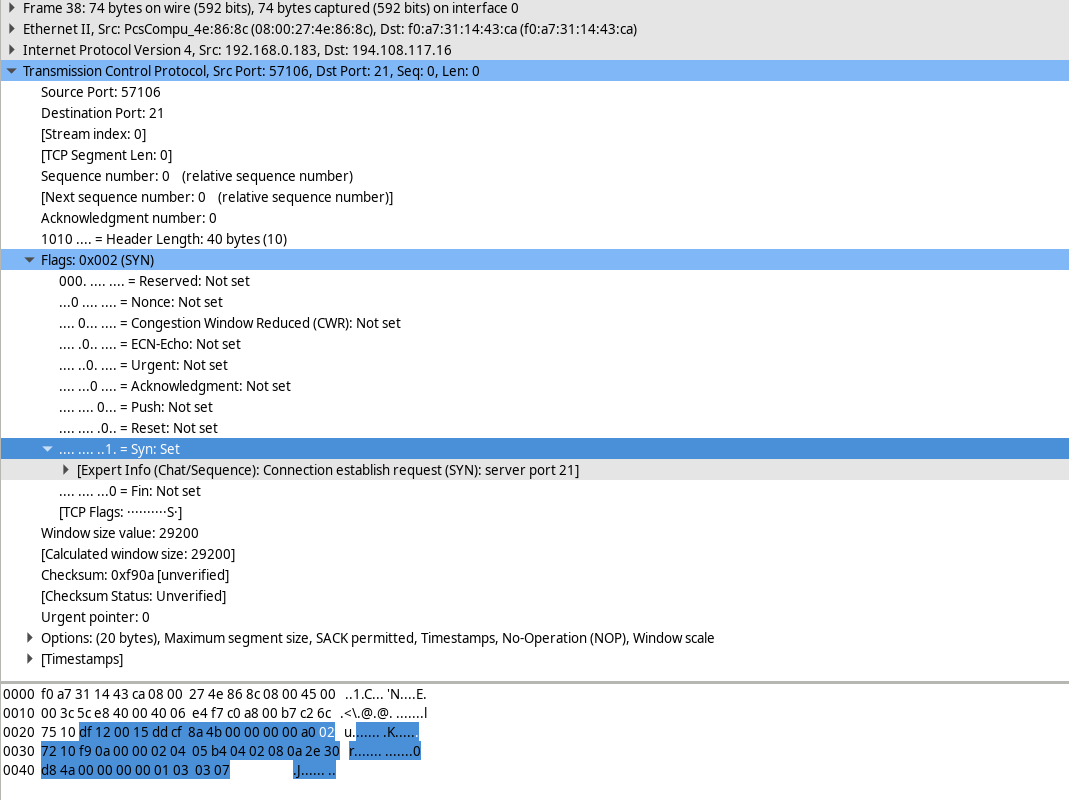 Frame 38: 74 bytes on wire (592 bits), 74 bytes captured (592 bits) on interface 0
Ethernet II, Src: PcsCompu_4e:86:8c (08:00:27:4e:86:8c), Dst: f0:a7:31:14:43:ca (f0:a7:31:14:43:ca)
Internet Protocol Version 4, Src: 192.168.0.183, Dst: 194.108.117.16
Transmission Control Protocol, Src Port: 57106, Dst Port: 21, Seq: 0, Len: 0
Source Port: 57106
Destination Port: 21
[Stream index: 0]
[TCP Segment Len: 0]
Sequence number: 0    (relative sequence number)
[Next sequence number: 0    (relative sequence number)]
Acknowledgment number: 0
1010 .... = Header Length: 40 bytes (10)
Flags: 0x002 (SYN)
000. .... .... = Reserved: Not set
...0 .... .... = Nonce: Not set
.... 0... .... = Congestion Window Reduced (CWR): Not set
.... .0.. .... = ECN-Echo: Not set
.... ..0. .... = Urgent: Not set
.... ...0 .... = Acknowledgment: Not set
.... .... 0... = Push: Not set
.... .... .0.. = Reset: Not set
.... .... ..1. = Syn: Set
[Expert Info (Chat/Sequence): Connection establish request (SYN): server port 21]
.... .... ...0 = Fin: Not set
[TCP Flags: ··········S·]
Window size value: 29200
[Calculated window size: 29200]
Checksum: 0xf90a [unverified]
[Checksum Status: Unverified]
Urgent pointer: 0
Options: (20 bytes), Maximum segment size, SACK permitted, Timestamps, No-Operation (NOP), Window scale
[Timestamps]
0000 f0 a7 31 14 43 ca 08 00 27 4e 86 8c 08 00 45 00 ..1.C... 'N....E.
0010 00 3c 5c e8 40 00 40 06 e4 f7 c0 a8 00 b7 c2 6c .<\.@.@. .......l
0020 75 10 df 12 00 15 dd cf 8a 4b 00 00 00 00 a0 02 u....... .K......
0030 72 10 f9 0a 00 00 02 04 05 b4 04 02 08 0a 2e 30 r....... .......0
0040 d8 4a 00 00 00 00 01 03 03 07 .J...... ..